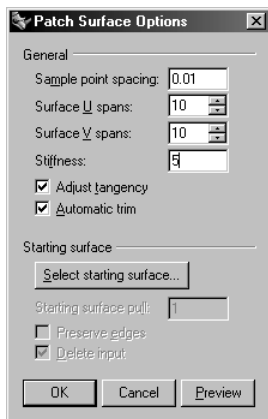 Patch Surface Options
General
Sample point spacing: 0.01
Surface U spans: 10
Surface V spans: 10
Stiffness: 5
Adjust tangency
Automatic trim
Starting surface
Select starting surface...
Starting surface pull: 1
Preserve edges
Delete input
OK Cancel Preview